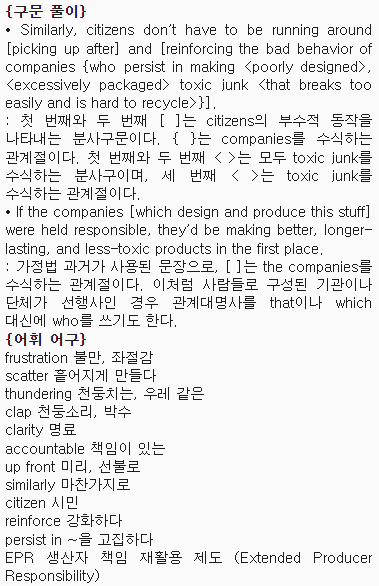 {구문 풀이}
• Similarly, citizens don't have to be running around
[picking up after] and [reinforcing the bad behavior of
companies {who persist in making <poorly designed>,
<excessively packaged> toxic junk <that breaks too
easily and is hard to recycle>}].
: 첫 번째와 두 번째 [ ]는 citizens의 부수적 동작을
나타내는 분사구문이다. { }는 companies를 수식하는
관계절이다. 첫 번째와 두 번째 < >는 모두 toxic junk를
수식하는 분사구이며, 세 번째 < >는 toxic junk를
수식하는 관계절이다.
• If the companies [which design and produce this stuff]
were held responsible, they'd be making better, longer-
lasting, and less-toxic products in the first place.
: 가정법 과거가 사용된 문장으로, [ ]는 the companies를
수식하는 관계절이다. 이처럼 사람들로 구성된 기관이나
단체가 선행사인 경우 관계대명사를 that이나 which
대신에 who를 쓰기도 한다.
{어휘 어구}
frustration 불만, 좌절감
scatter 흩어지게 만들다
thundering 천둥치는, 우레 같은
clap 천둥소리, 박수
clarity 명료
accountable 책임이 있는
up front 미리, 선불로
similarly 마찬가지로
citizen 시민
reinforce 강화하다
persist in ~을 고집하다
EPR 생산자 책임 재활용 제도 (Extended Producer
Responsibility)